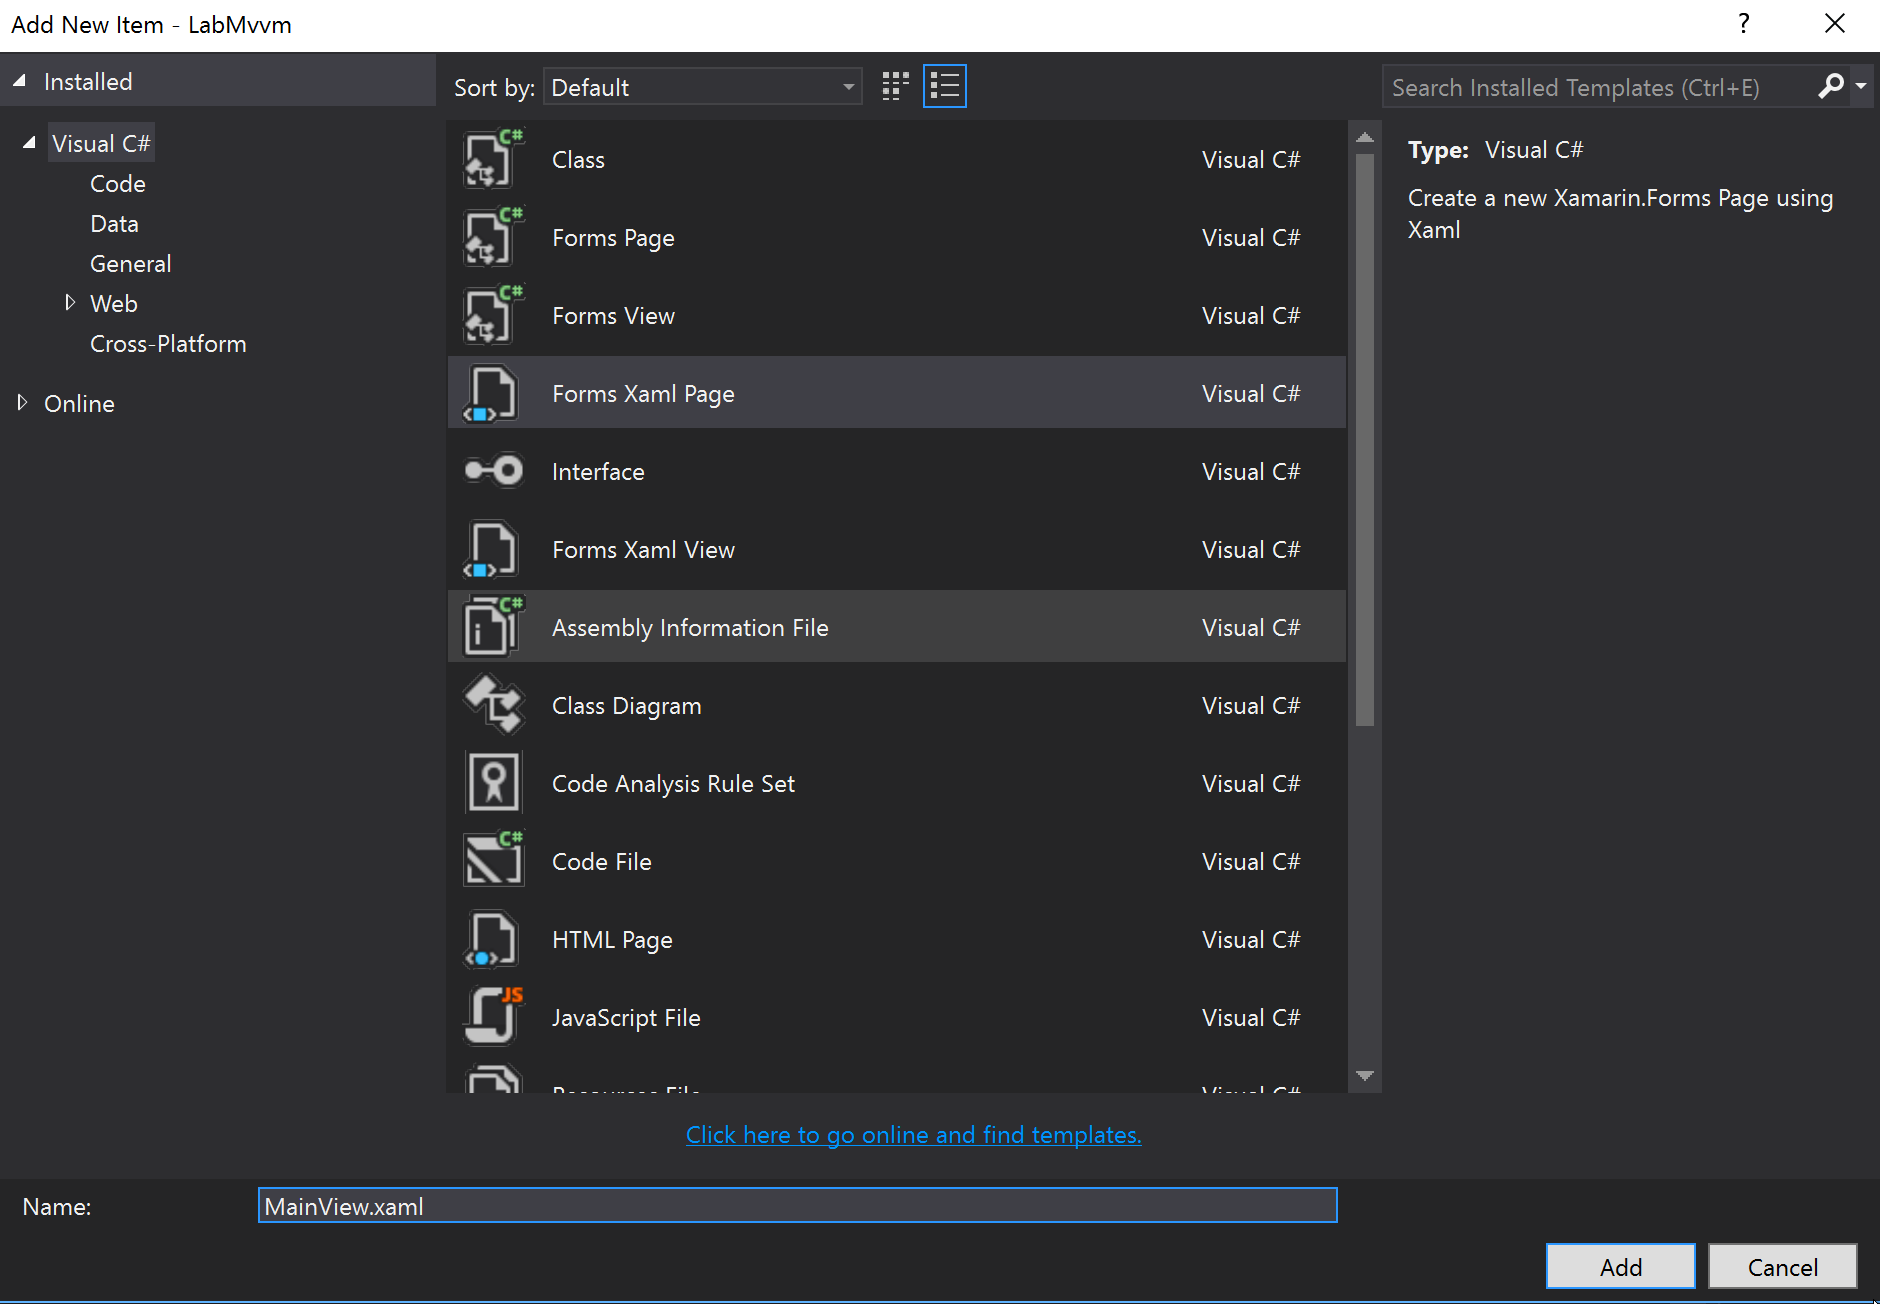 Add New Item - LabMvvm
?
Installed
Visual C#
Code
Data
General
Web
Cross-Platform
Online
Sort by: Default
Search Installed Templates (Ctrl+E)
Class Visual C#
Forms Page Visual C#
Forms View Visual C#
Forms Xaml Page Visual C#
Interface Visual C#
Forms Xaml View Visual C#
Assembly Information File Visual C#
Class Diagram Visual C#
Code Analysis Rule Set Visual C#
Code File Visual C#
HTML Page Visual C#
JavaScript File Visual C#
Resources File Visual C#
Type: Visual C#
Create a new Xamarin.Forms Page using
Xaml
Click here to go online and find templates.
Name: MainView.xaml
Add Cancel